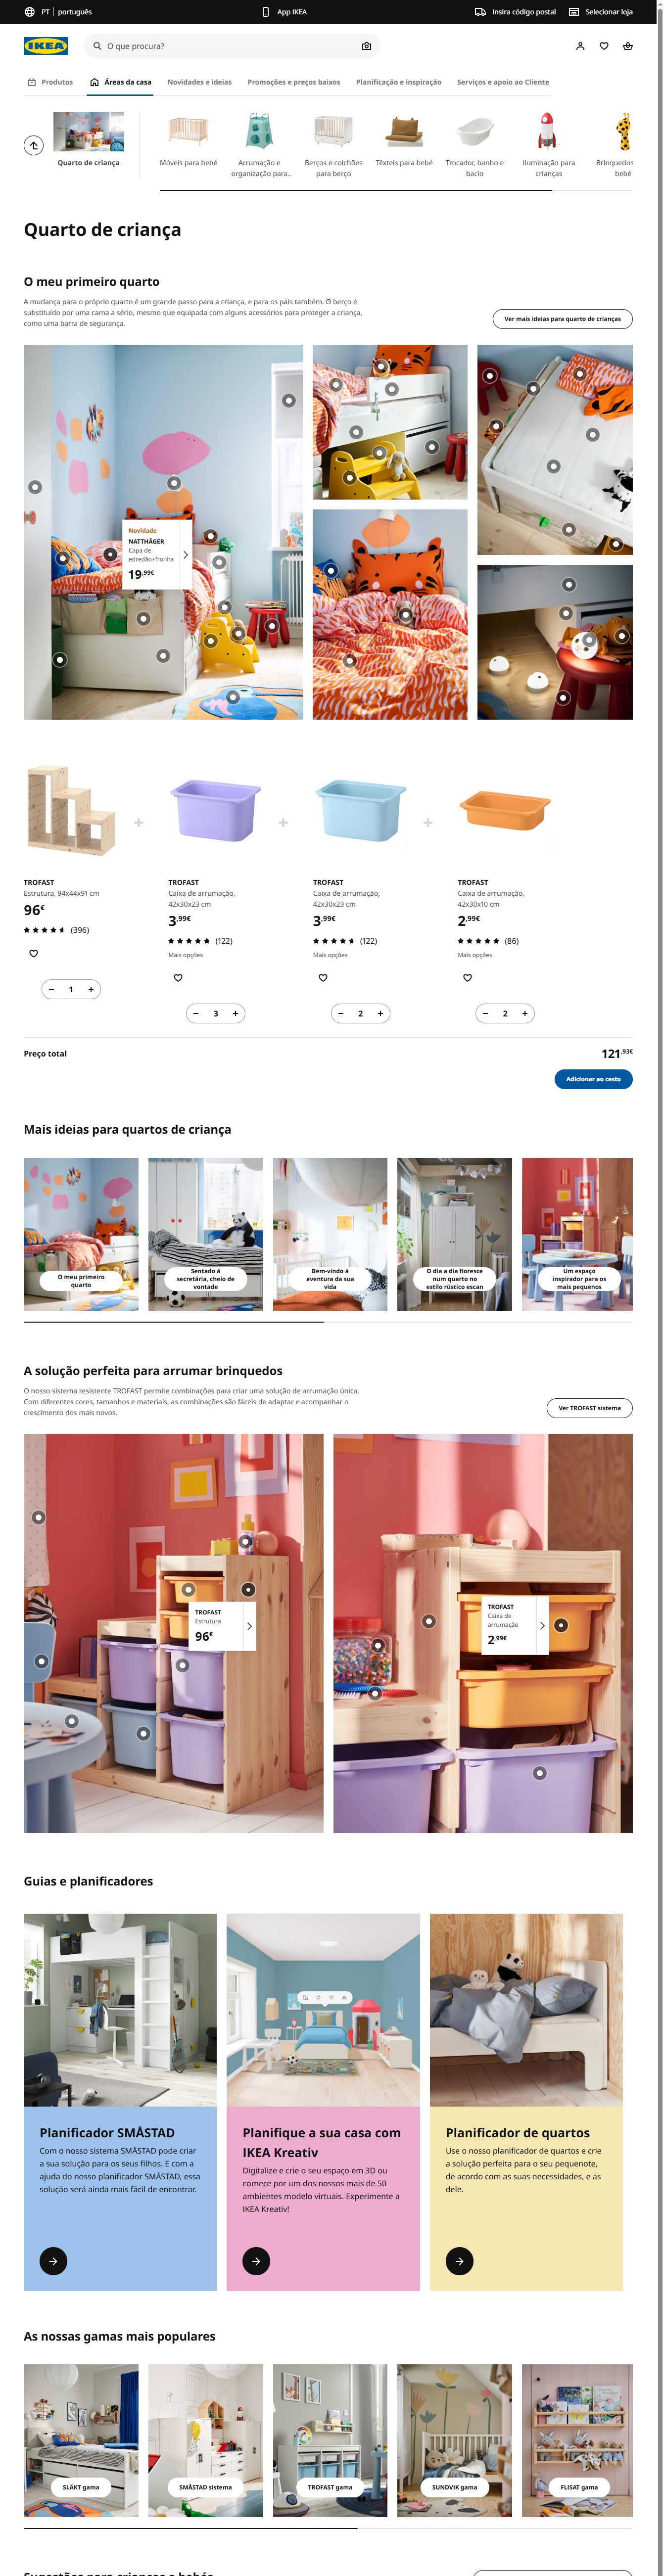 PT português
App IKEA
Insira código postal
Selecionar loja
IKEA
O que procura?
Produtos
Áreas da casa
Novidades e ideias
Promoções e preços baixos
Planificação e inspiração
Serviços e apoio ao Cliente
Quarto de criança
Móveis para bebé
Arrumação e
organização para..
Berços e colchões
para berço
Têxteis para bebé
Trocador, banho e
bacio
Iluminação para
crianças
Brinquedos
bebé
Quarto de criança
O meu primeiro quarto
A mudança para o próprio quarto é um grande passo para a criança, e para os pais também. O berço é
substituído por uma cama a sério, mesmo que equipada com alguns acessórios para proteger a criança,
como uma barra de segurança.
Ver mais ideias para quarto de crianças
Novidade
NATTHÄGER
Capa de
edredão+fronha
19,99€
TROFAST
Estrutura, 94x44x91 cm
96€
(396)
1
TROFAST
Caixa de arrumação,
42x30x23 cm
3,99€
(122)
Mais opções
3
TROFAST
Caixa de arrumação,
42x30x23 cm
3,99€
(122)
Mais opções
2
TROFAST
Caixa de arrumação,
42x30x10 cm
2,99€
(86)
Mais opções
2
Preço total
121,93€
Adicionar ao cesto
Mais ideias para quartos de criança
O meu primeiro
quarto
Sentado à
secretária, cheio de
vontade
Bem-vindo à
aventura da sua
vida
O dia a dia floresce
num quarto no
estilo rústico escan
Um espaço
inspirador para os
mais pequenos
A solução perfeita para arrumar brinquedos
O nosso sistema resistente TROFAST permite combinações para criar uma solução de arrumação única.
Com diferentes cores, tamanhos e materiais, as combinações são fáceis de adaptar e acompanhar o
crescimento dos mais novos.
Ver TROFAST sistema
TROFAST
Estrutura
96€
TROFAST
Caixa de
arrumação
2,99€
Guias e planificadores
Planificador SMÅSTAD
Com o nosso sistema SMÅSTAD pode criar
a sua solução para os seus filhos. E com a
ajuda do nosso planificador SMÅSTAD, essa
solução será ainda mais fácil de encontrar.
Planifique a sua casa com
IKEA Kreativ
Digitalize e crie o seu espaço em 3D ou
comece por um dos nossos mais de 50
ambientes modelo virtuais. Experimente a
IKEA Kreativ!
Planificador de quartos
Use o nosso planificador de quartos e crie
a solução perfeita para o seu pequenote,
de acordo com as suas necessidades, e as
dele.
As nossas gamas mais populares
SLÄKT gama
SMÅSTAD sistema
TROFAST gama
SUNDVIK gama
FLISAT gama